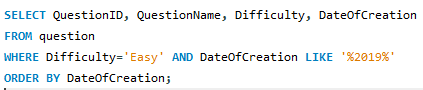 SELECT QuestionID, QuestionName, Difficulty, DateOfCreation
FROM question
WHERE Difficulty='Easy' AND DateOfCreation LIKE '%2019%'
ORDER BY DateOfCreation;